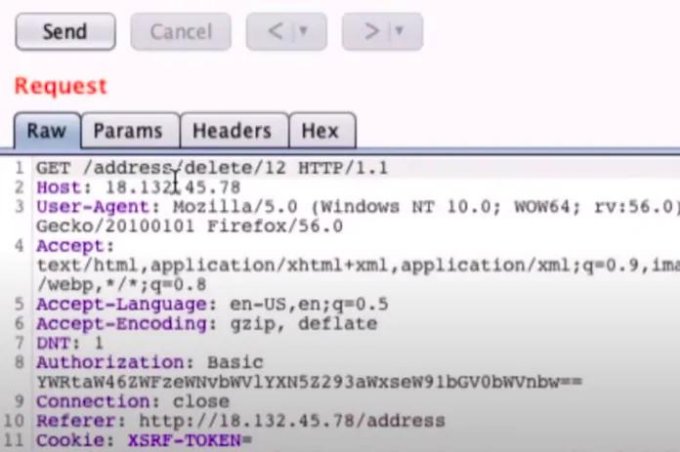 Send Cancel < | ▾ > | ▾
Request
Raw Params Headers Hex
1 GET /address/delete/12 HTTP/1.1
2 Host: 18.132.45.78
3 User-Agent: Mozilla/5.0 (Windows NT 10.0; WOW64; rv:56.0)
Gecko/20100101 Firefox/56.0
4 Accept:
text/html,application/xhtml+xml,application/xml;q=0.9,ima
/webp,*/*;q=0.8
5 Accept-Language: en-US,en;q=0.5
6 Accept-Encoding: gzip, deflate
7 DNT: 1
8 Authorization: Basic
YWRtaW46ZWFzeWNvbWVlYXN5Z293aWxseW91bGV0bWVnbw==
9 Connection: close
10 Referer: http://18.132.45.78/address
11 Cookie: XSRF-TOKEN=